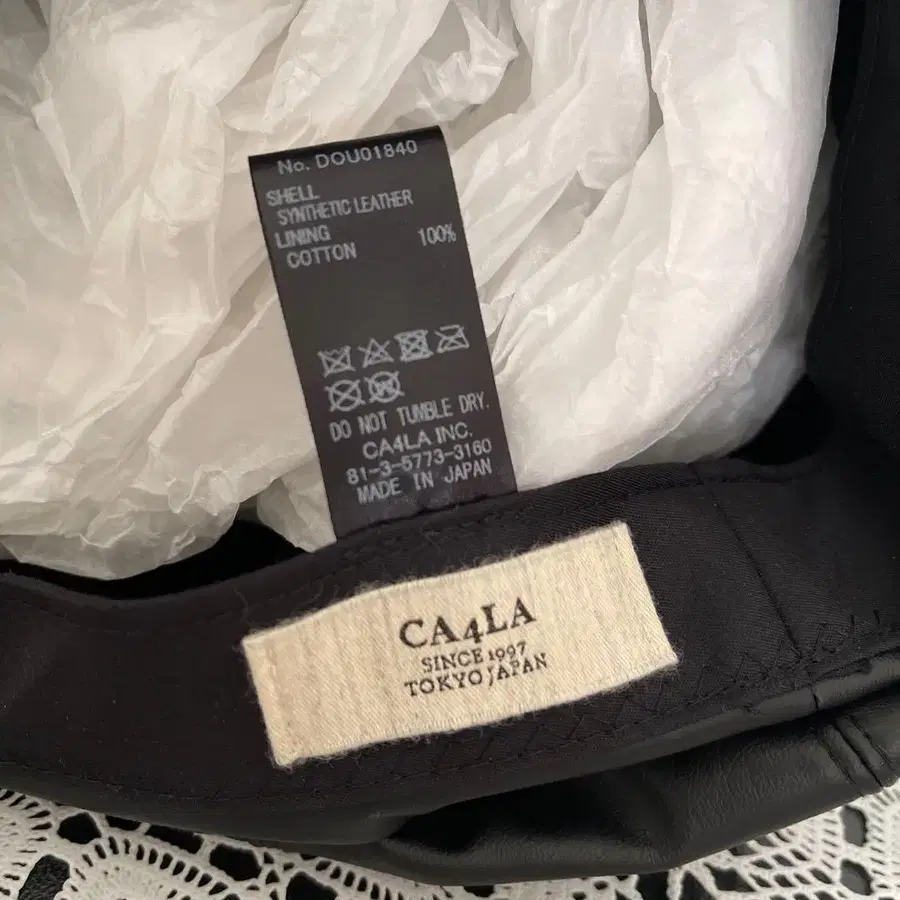 No. DOU01840
SHELL
SYNTHETIC LEATHER
LINING
COTTON 100%
DO NOT TUMBLE DRY.
CA4LA INC.
81-3-5773-3160
MADE IN JAPAN
CA4LA
SINCE 1997
TOKYO JAPAN